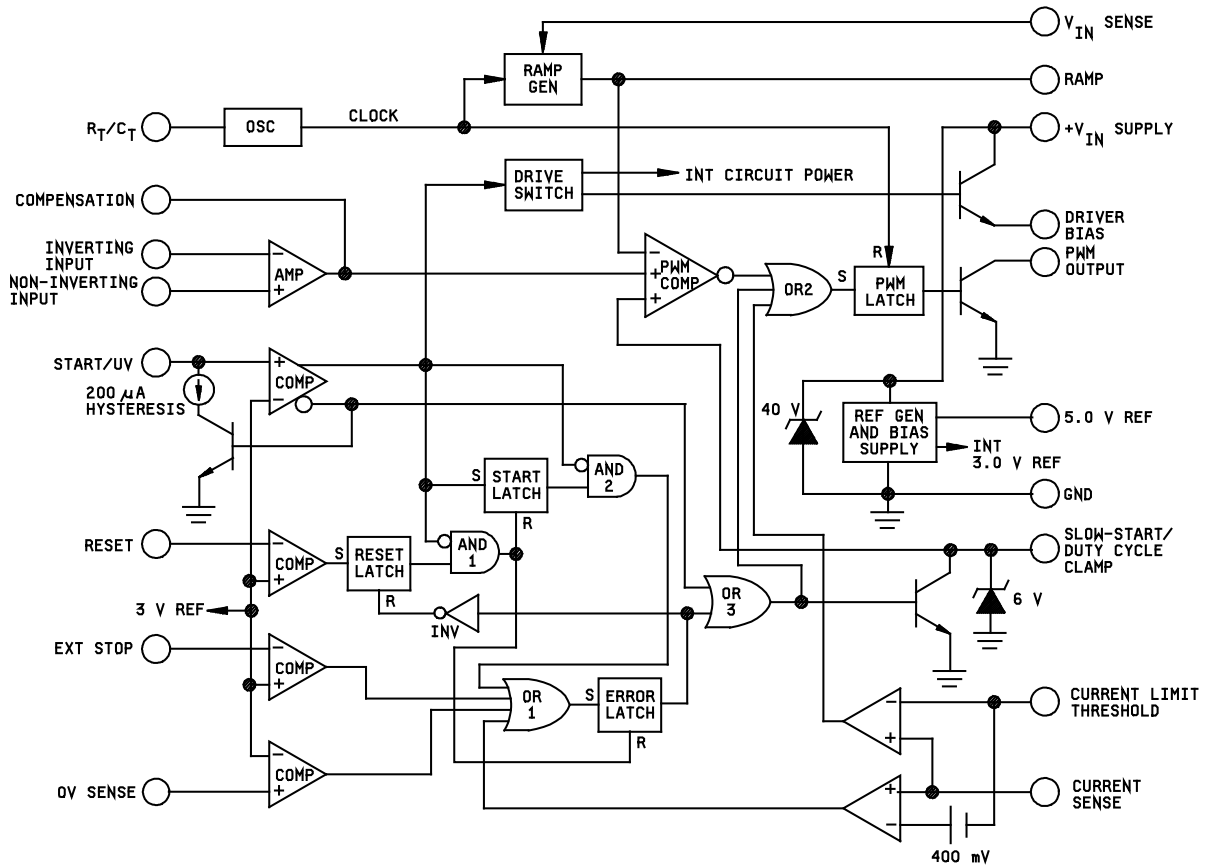 V IN SENSE
RAMP
GEN
RAMP
R T/C T
OSC
CLOCK
+V IN SUPPLY
COMPENSATION
DRIVE
SWITCH
INT CIRCUIT POWER
DRIVER
BIAS
INVERTING
INPUT
NON-INVERTING
INPUT
-
+
AMP
-
+
+
PWM
COMP
OR2
S
R
PWM
LATCH
PWM
OUTPUT
START/UV
+
-
COMP
200 µA
HYSTERESIS
40 V
REF GEN
AND BIAS
SUPPLY
5.0 V REF
INT
3.0 V REF
GND
S
START
LATCH
R
AND
2
RESET
-
+
COMP
S
RESET
LATCH
R
AND
1
SLOW-START/
DUTY CYCLE
CLAMP
3 V REF
INV
OR
3
6 V
EXT STOP
-
+
COMP
OR
1
S
ERROR
LATCH
R
-
+
CURRENT LIMIT
THRESHOLD
OV SENSE
-
+
COMP
+
-
CURRENT
SENSE
400 mV